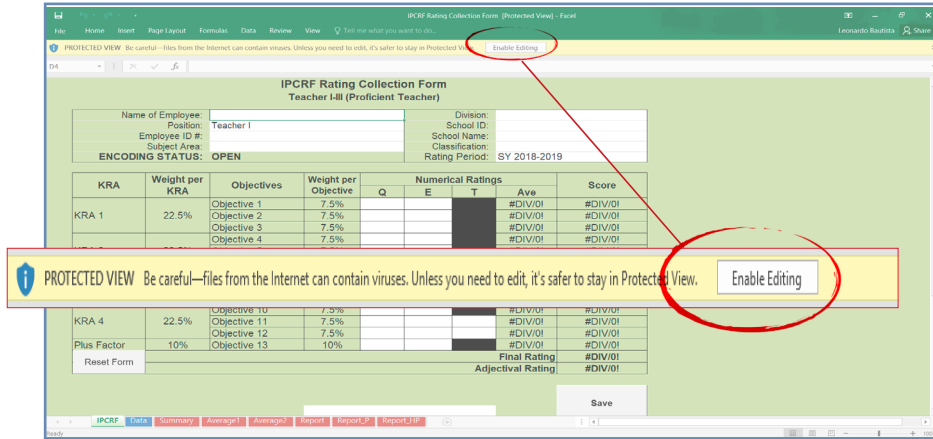 IPCRF Rating Collection Form [Protected View] - Excel
File Home Insert Page Layout Formulas Data Review View Tell me what you want to do... Leonardo Bautista Share
PROTECTED VIEW Be careful—files from the Internet can contain viruses. Unless you need to edit, it's safer to stay in Protected View. Enable Editing
D4 fx
IPCRF Rating Collection Form
Teacher I-III (Proficient Teacher)
Name of Employee: Division:
Position: Teacher I School ID:
Employee ID #: School Name:
Subject Area: Classification:
ENCODING STATUS: OPEN Rating Period: SY 2018-2019
KRA Weight per KRA Objectives Weight per Objective Numerical Ratings Score
Q E T Ave
Objective 1 7.5% #DIV/0! #DIV/0!
KRA 1 22.5% Objective 2 7.5% #DIV/0! #DIV/0!
Objective 3 7.5% #DIV/0! #DIV/0!
Objective 4 7.5% #DIV/0! #DIV/0!
PROTECTED VIEW Be careful—files from the Internet can contain viruses. Unless you need to edit, it's safer to stay in Protected View. Enable Editing
Objective 10 7.5% #DIV/0! #DIV/0!
KRA 4 22.5% Objective 11 7.5% #DIV/0! #DIV/0!
Objective 12 7.5% #DIV/0! #DIV/0!
Plus Factor 10% Objective 13 10% #DIV/0! #DIV/0!
Final Rating #DIV/0!
Reset Form Adjectival Rating #DIV/0!
Save
IPCRF Data Summary Average1 Average2 Report Report_P Report_HP
Ready 100